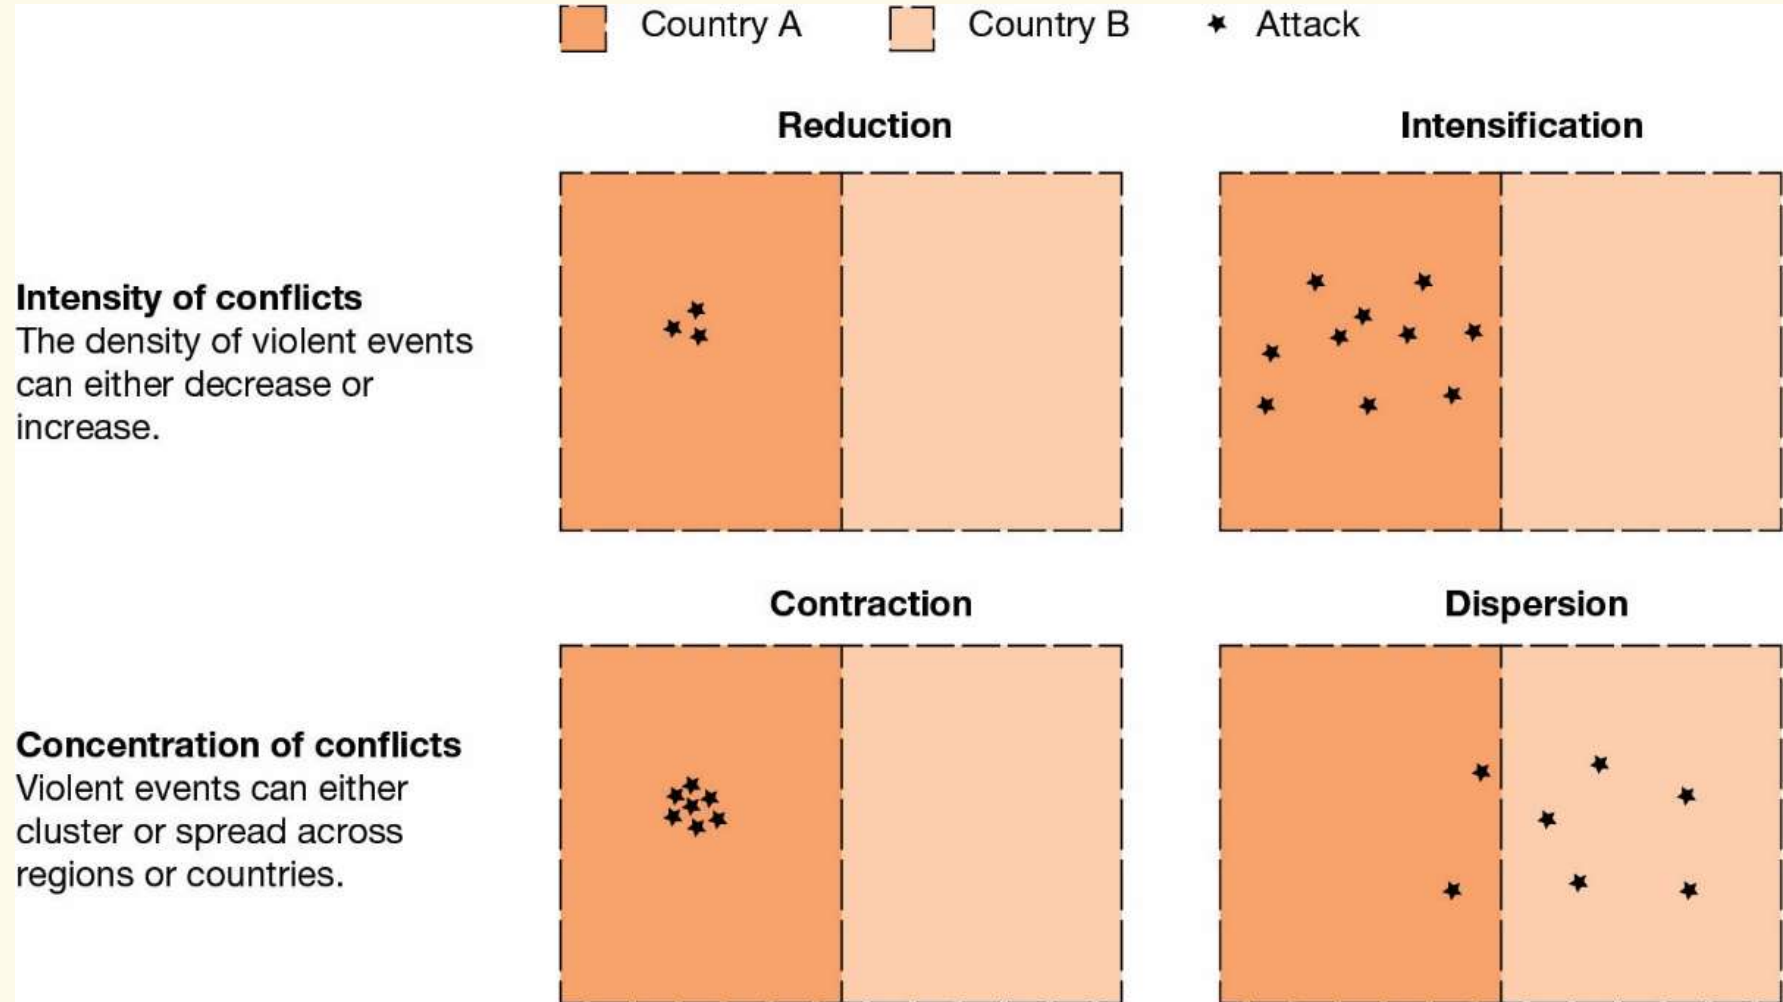 Country A
Country B
Attack
Reduction
Intensification
Intensity of conflicts
The density of violent events
can either decrease or
increase.
Contraction
Dispersion
Concentration of conflicts
Violent events can either
cluster or spread across
regions or countries.